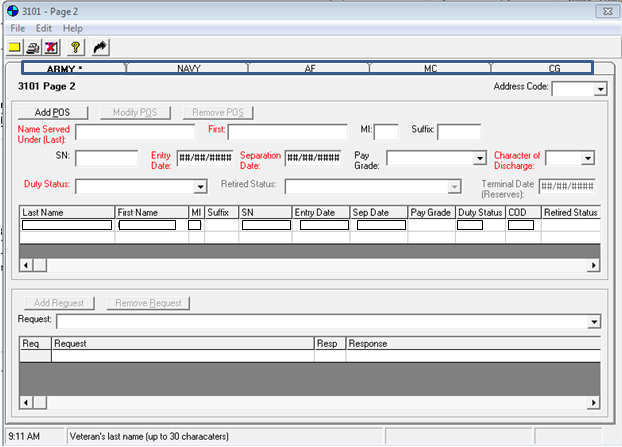 3101 - Page 2
File Edit Help
ARMY * NAVY AF MC CG
3101 Page 2 Address Code:
Add POS Modify POS Remove POS
Name Served Under (Last): First: MI: Suffix:
SN: Entry Date: ##/##/#### Separation Date: ##/##/#### Pay Grade: Character of Discharge:
Duty Status: Retired Status: Terminal Date (Reserves): ##/##/####
Last Name First Name MI Suffix SN Entry Date Sep Date Pay Grade Duty Status COD Retired Status
Add Request Remove Request
Request:
Req Request Resp Response
9:11 AM Veteran's last name (up to 30 characaters)